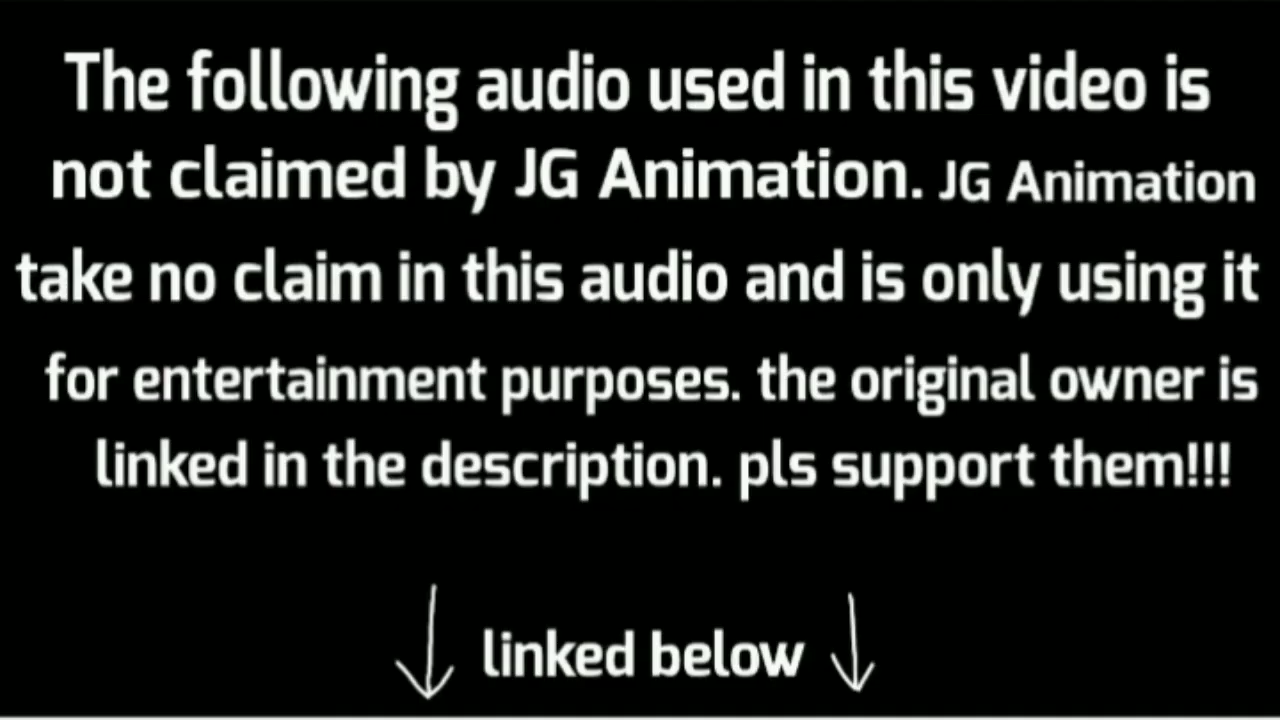 The following audio used in this video is
not claimed by JG Animation. JG Animation
take no claim in this audio and is only using it
for entertainment purposes. the original owner is
linked in the description. pls support them!!!
linked below